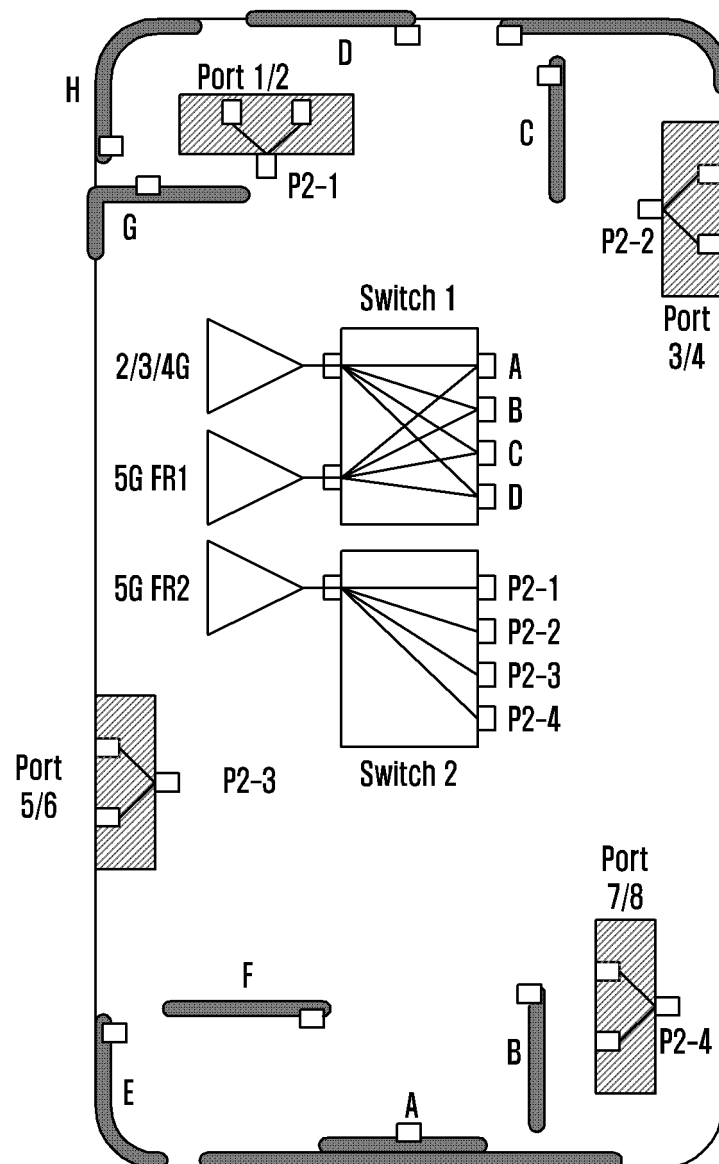 D
H
Port 1/2
C
P2-1
G
P2-2
Port
3/4
Switch 1
2/3/4G
A
B
C
5G FR1
D
5G FR2
P2-1
P2-2
P2-3
P2-4
Switch 2
Port
5/6
P2-3
Port
7/8
F
P2-4
B
E
A